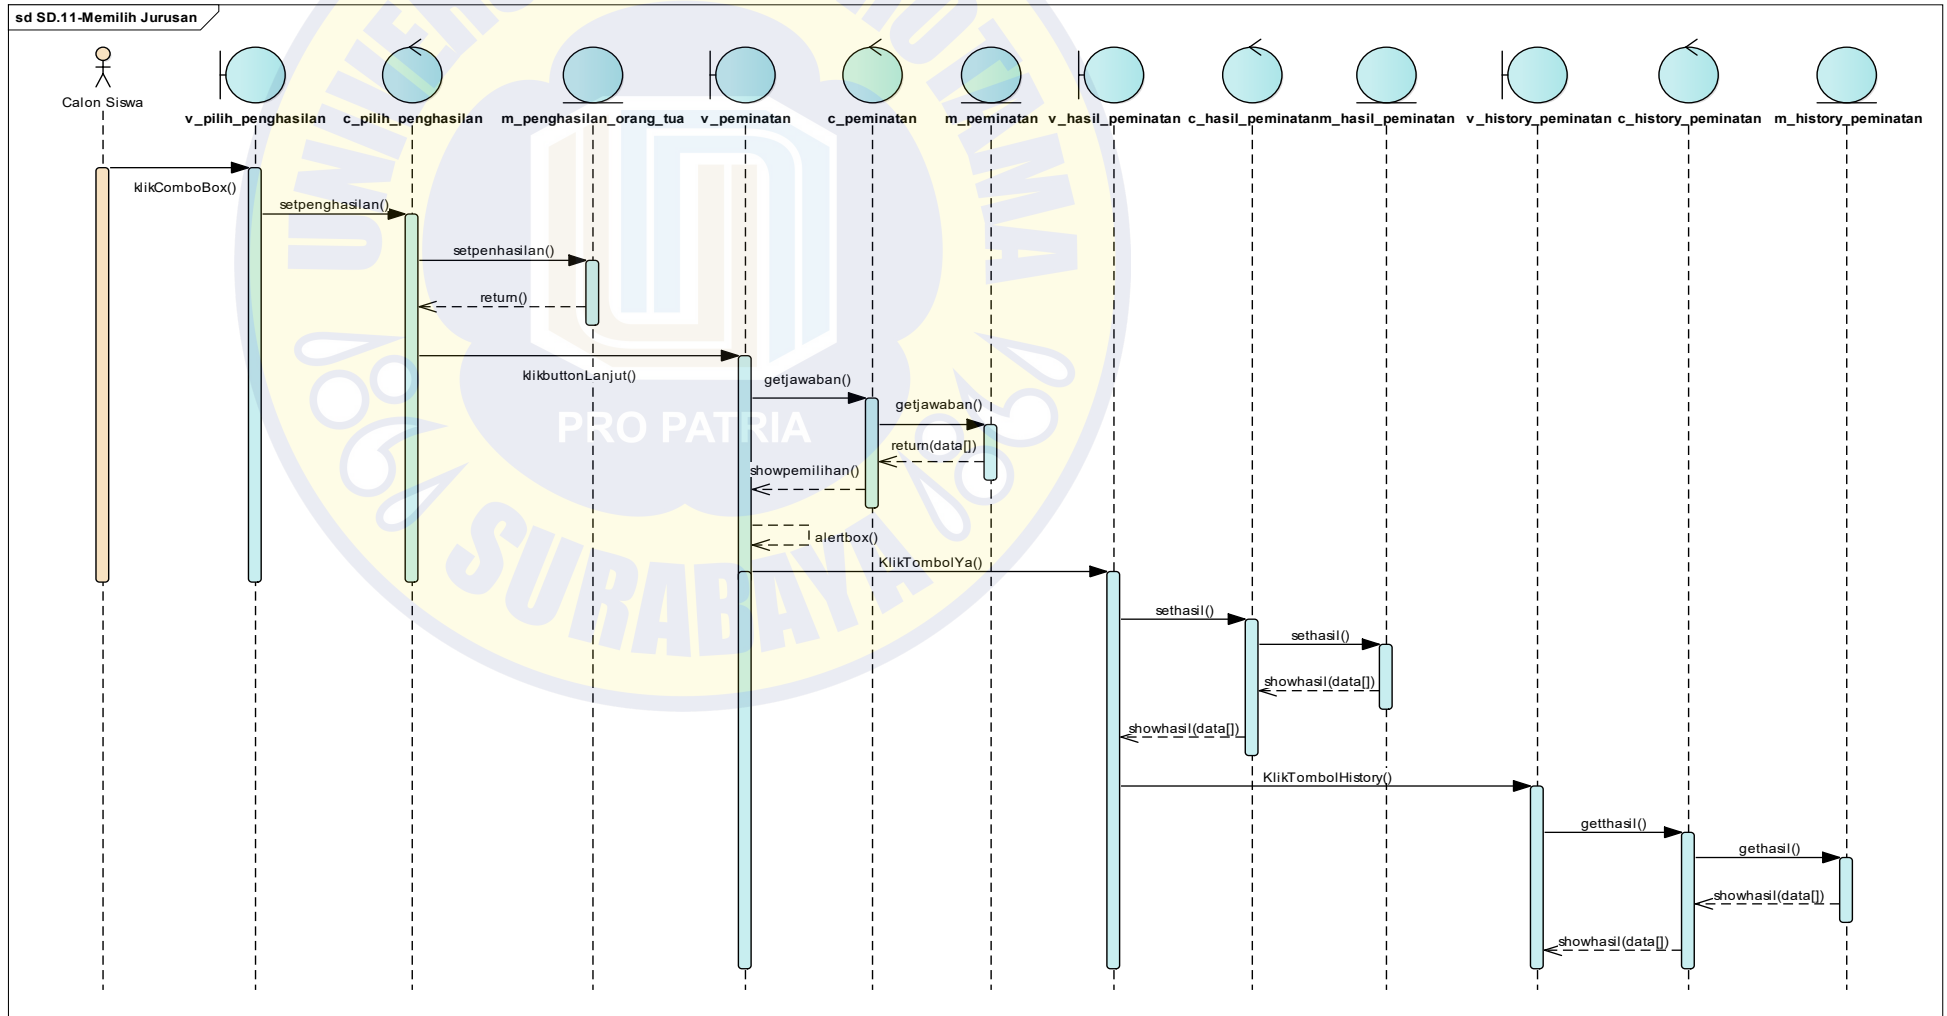 sd SD.11-Memilih Jurusan
Calon Siswa
v_pilih_penghasilan
c_pilih_penghasilan
m_penghasilan_orang_tua
v_peminatan
c_peminatan
m_peminatan
v_hasil_peminatan
c_hasil_peminatan
m_hasil_peminatan
v_history_peminatan
c_history_peminatan
m_history_peminatan
klikComboBox()
setpenghasilan()
setpenhasilan()
return()
klikbuttonLanjut()
getjawaban()
getjawaban()
return(data[])
showpemilihan()
alertbox()
KlikTombolYa()
sethasil()
sethasil()
showhasil(data[])
showhasil(data[])
KlikTombolHistory()
getthasil()
gethasil()
showhasil(data[])
showhasil(data[])
PRO PATRIA
SURABAYA